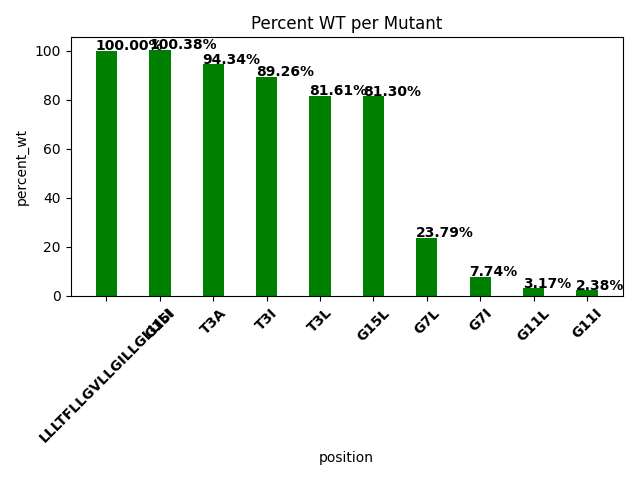 Percent WT per Mutant
percent_wt
100
80
60
40
20
0
100.00%
100.38%
94.34%
89.26%
81.61%
81.30%
23.79%
7.74%
3.17%
2.38%
G15I
T3A
T3I
T3L
G15L
G7L
G7I
G11L
G11I
position